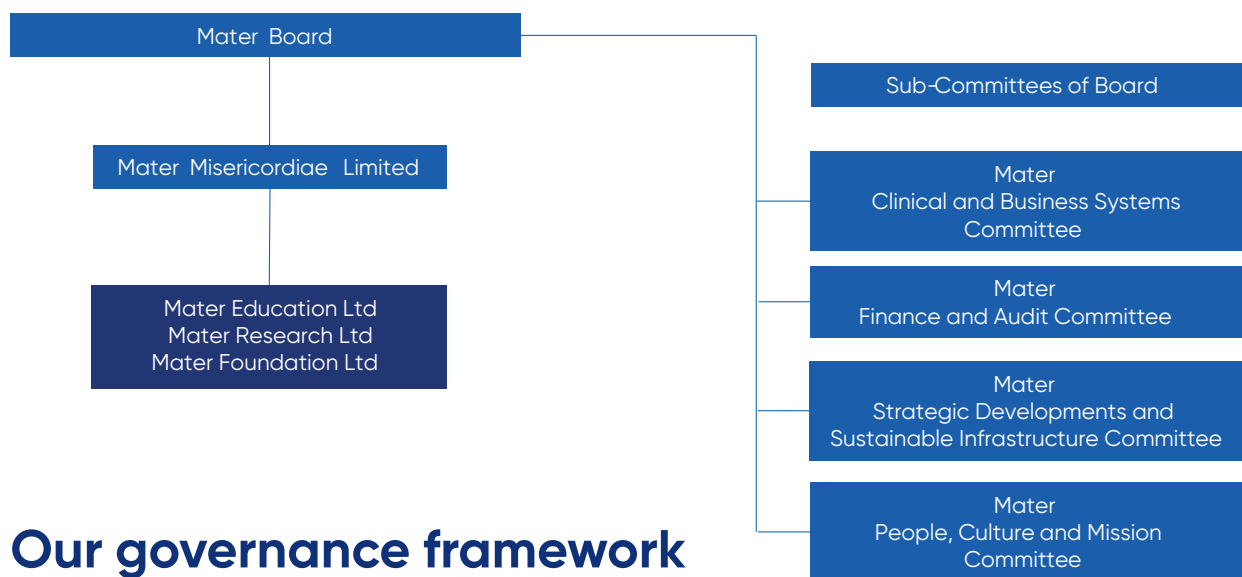 Mater Board
Mater Misericordiae Limited
Mater Education Ltd
Mater Research Ltd
Mater Foundation Ltd
Sub-Committees of Board
Mater
Clinical and Business Systems
Committee
Mater
Finance and Audit Committee
Mater
Strategic Developments and
Sustainable Infrastructure Committee
Mater
People, Culture and Mission
Committee
Our governance framework